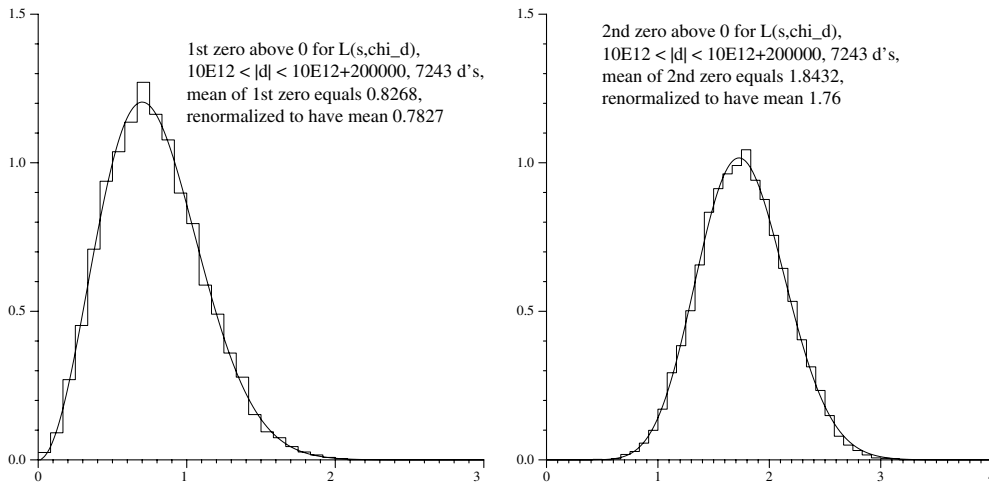 1.5
1.0
0.5
0.0
0
1
2
3
1st zero above 0 for L(s,chi_d),
10E12 < |d| < 10E12+200000, 7243 d's,
mean of 1st zero equals 0.8268,
renormalized to have mean 0.7827
1.5
1.0
0.5
0.0
0
1
2
3
2nd zero above 0 for L(s,chi_d),
10E12 < |d| < 10E12+200000, 7243 d's,
mean of 2nd zero equals 1.8432,
renormalized to have mean 1.76